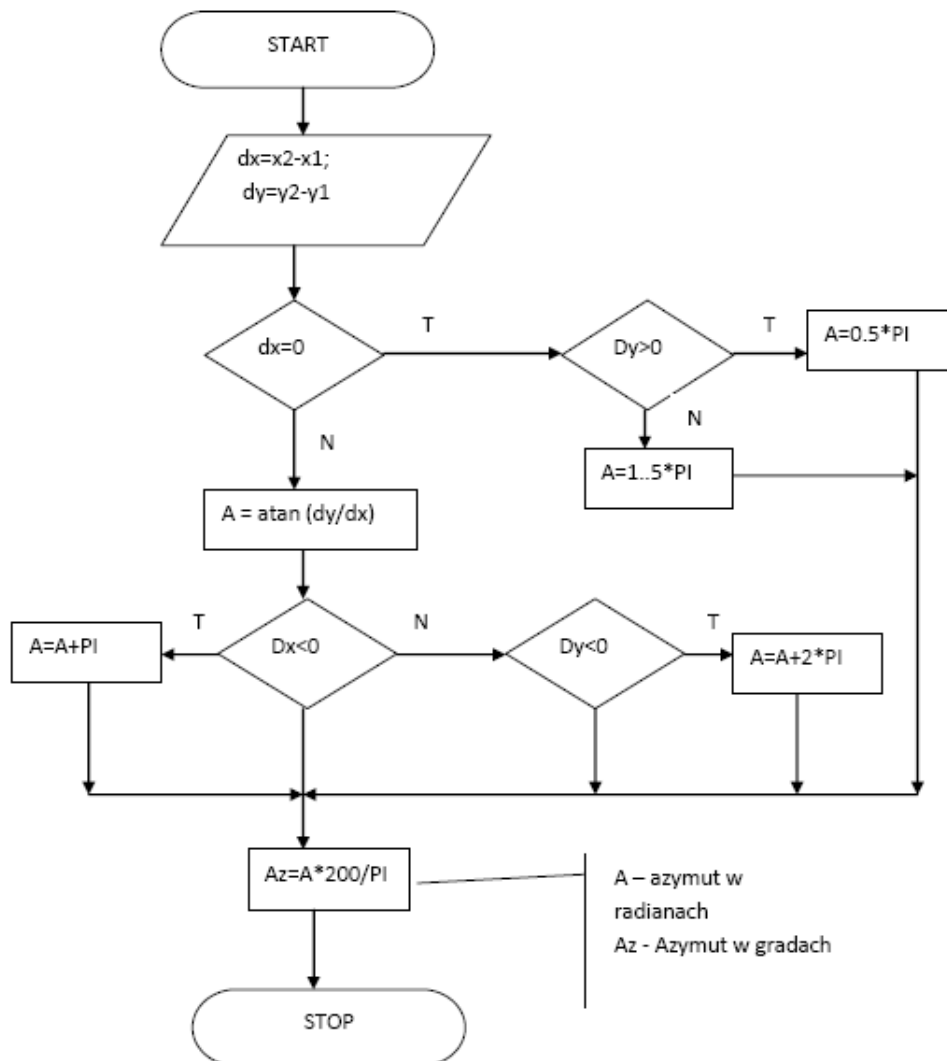 START
dx=x2-x1;
dy=y2-y1
dx=0
T
Dy>0
T
A=0.5*PI
N
N
A=1..5*PI
A = atan (dy/dx)
A=A+PI
T
Dx<0
N
Dy<0
T
A=A+2*PI
Az=A*200/PI
A – azymut w
radianach
Az - Azymut w gradach
STOP